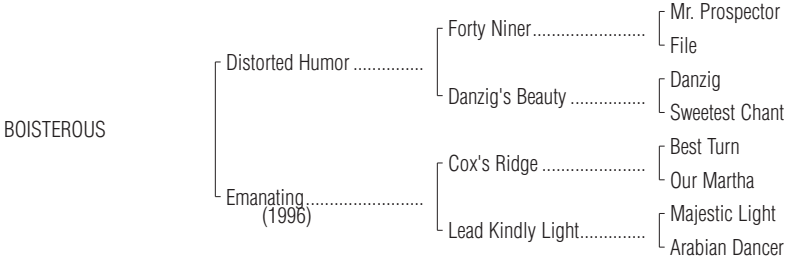 Mr. Prospector
Forty Niner.......................
File
Distorted Humor ...............
Danzig
Danzig's Beauty ................
Sweetest Chant
BOISTEROUS
Best Turn
Cox's Ridge ......................
Our Martha
Emanating.........................
(1996)
Majestic Light
Lead Kindly Light..............
Arabian Dancer